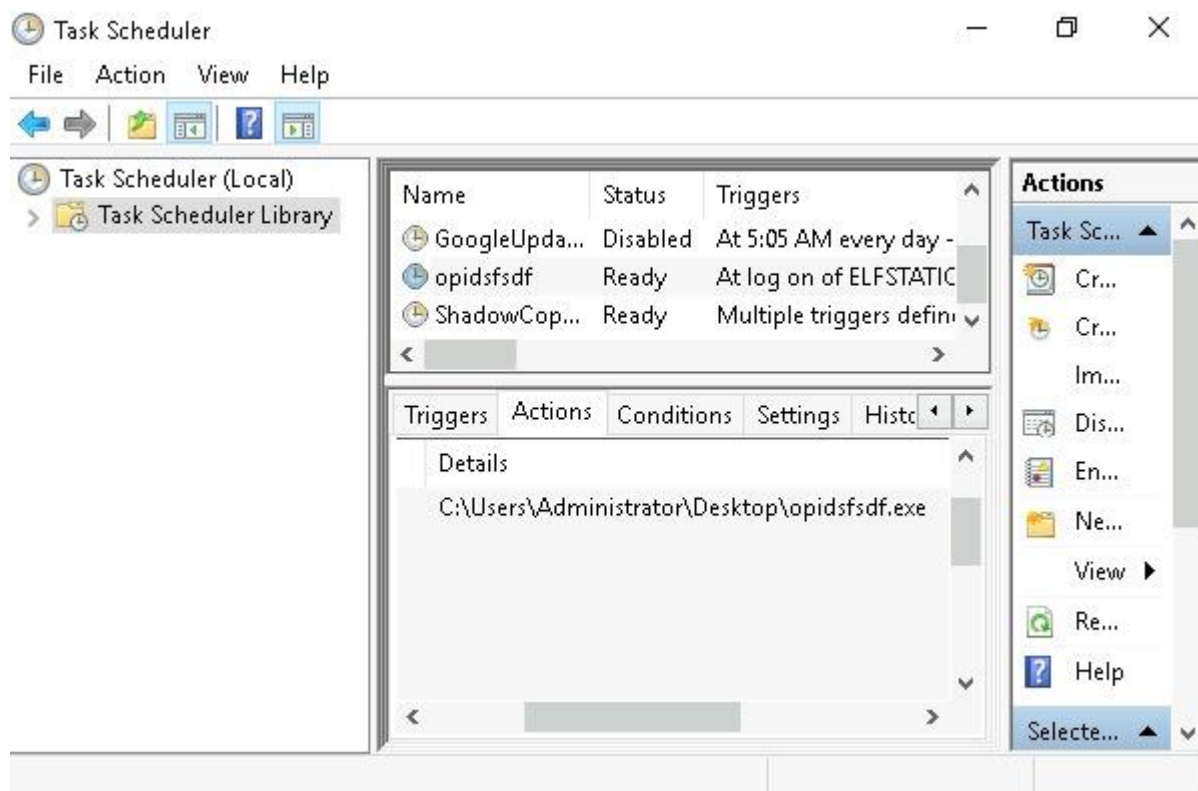 Task Scheduler
File Action View Help
Task Scheduler (Local)
Task Scheduler Library
Name Status Triggers
GoogleUpda... Disabled At 5:05 AM every day -
opidsfsdf Ready At log on of ELFSTATIC
ShadowCop... Ready Multiple triggers defin
Triggers Actions Conditions Settings Histo
Details
C:\Users\Administrator\Desktop\opidsfsdf.exe
Actions
Task Sc...
Cr...
Cr...
Im...
Dis...
En...
Ne...
View
Re...
Help
Selecte...